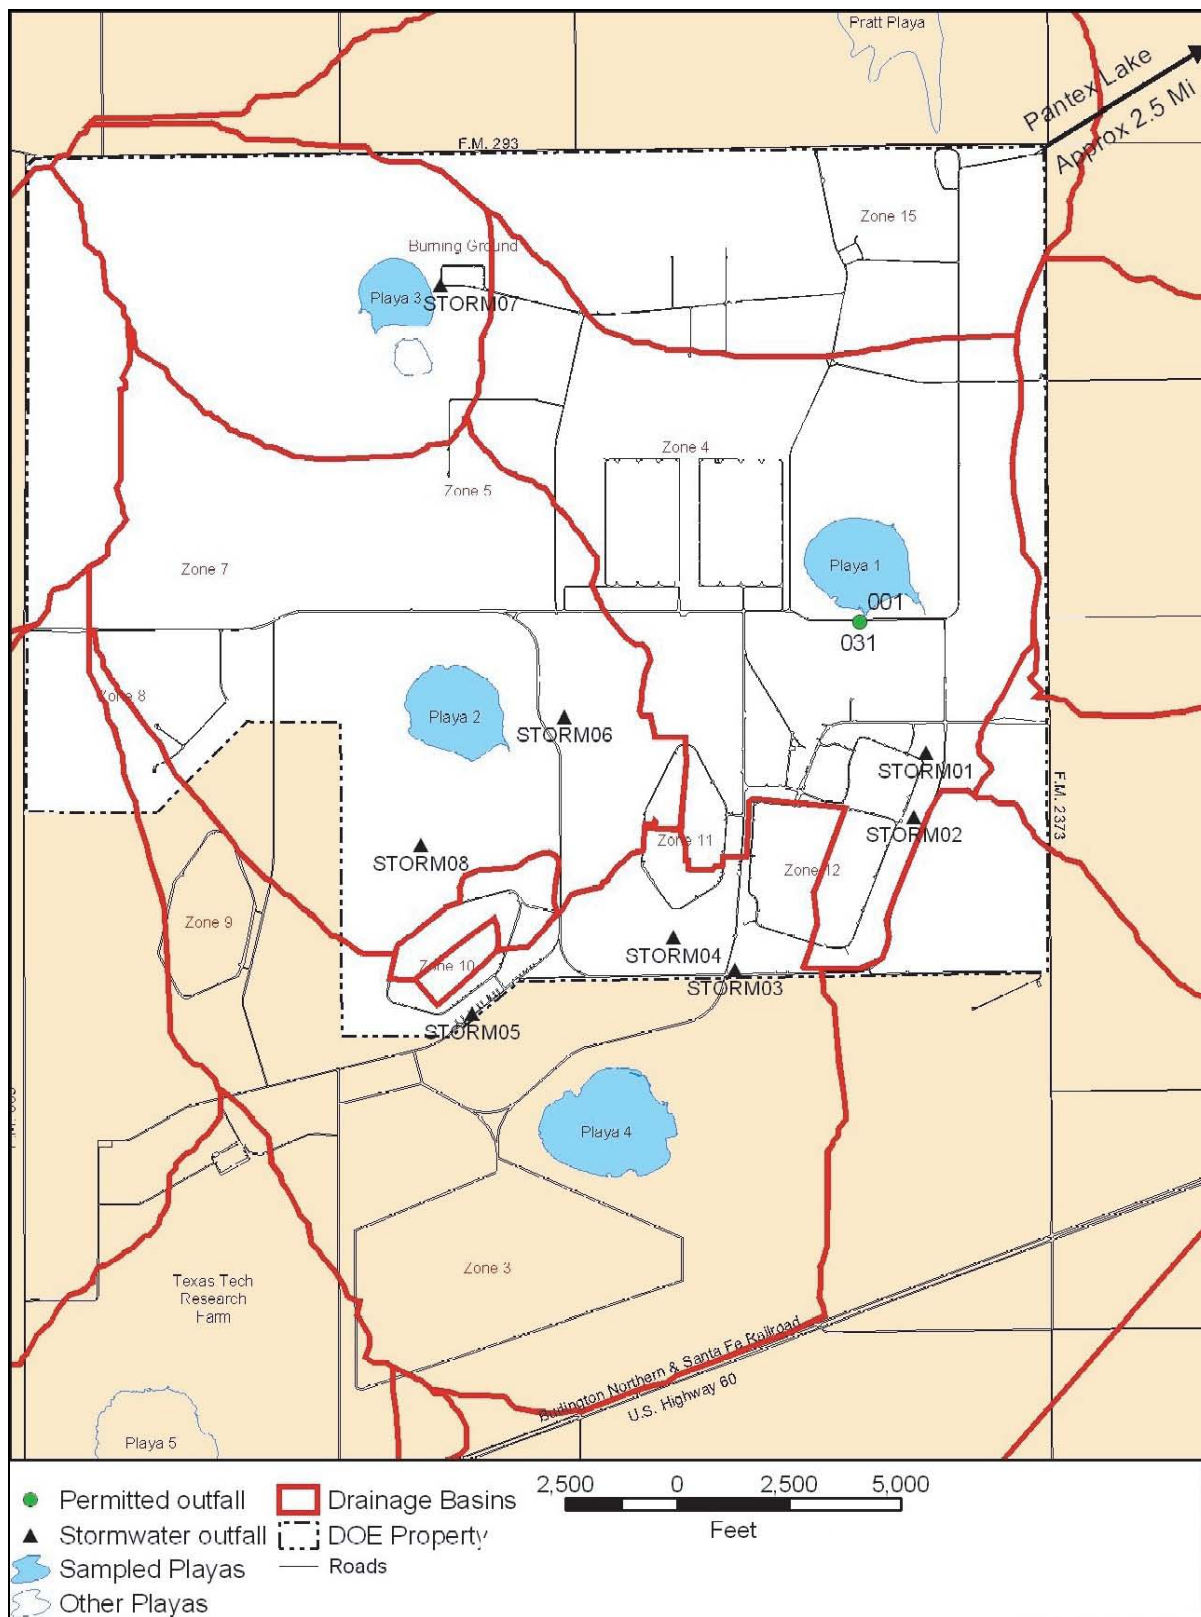 Pratt Playa
Pantex Lake
Approx 2.5 Mi
F.M. 293
Zone 15
Burning Ground
Playa 3
STORM07
Zone 4
Zone 5
Zone 7
Playa 1
001
031
Zone 8
Playa 2
STORM06
STORM01
F.M. 2373
STORM02
STORM08
Zone 11
Zone 12
Zone 9
Zone 10
STORM04
STORM03
STORM05
Playa 4
Zone 3
Texas Tech
Research
Farm
Burlington Northern & Santa Fe Railroad
U.S. Highway 60
Playa 5
Permitted outfall
Stormwater outfall
Sampled Playas
Other Playas
Drainage Basins
DOE Property
Roads
2,500 0 2,500 5,000
Feet